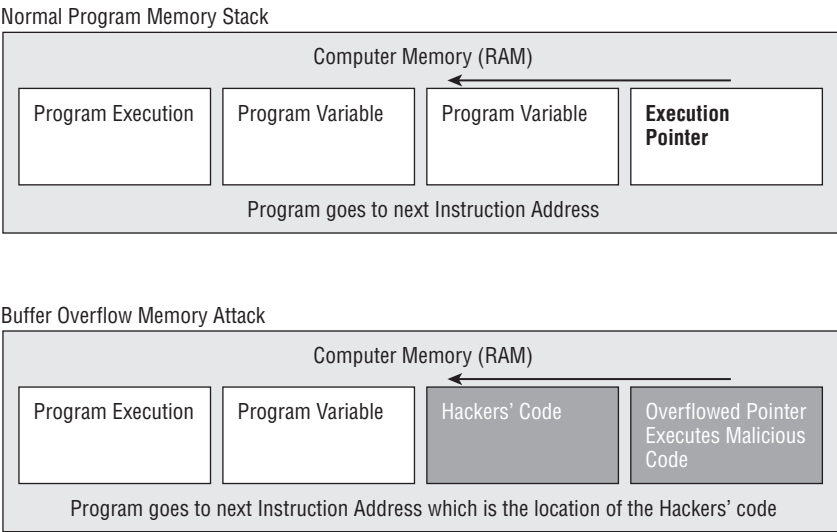 Normal Program Memory Stack
Computer Memory (RAM)
Program Execution
Program Variable
Program Variable
Execution
Pointer
Program goes to next Instruction Address
Buffer Overflow Memory Attack
Computer Memory (RAM)
Program Execution
Program Variable
Hackers’ Code
Overflowed Pointer
Executes Malicious
Code
Program goes to next Instruction Address which is the location of the Hackers’ code